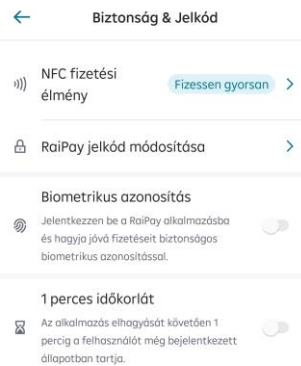 Biztonság & Jelkód
NFC fizetési
élmény
Fizessen gyorsan
RaiPay jelkód módosítása
Biometrikus azonosítás
Jelentkezzen be a RaiPay alkalmazásba
és hagyja jóvá fizetéseit biztonságos
biometrikus azonosítással.
1 perces időkorlát
Az alkalmazás elhagyását követően 1
percig a felhasználót még bejelentkezett
állapotban tartja.